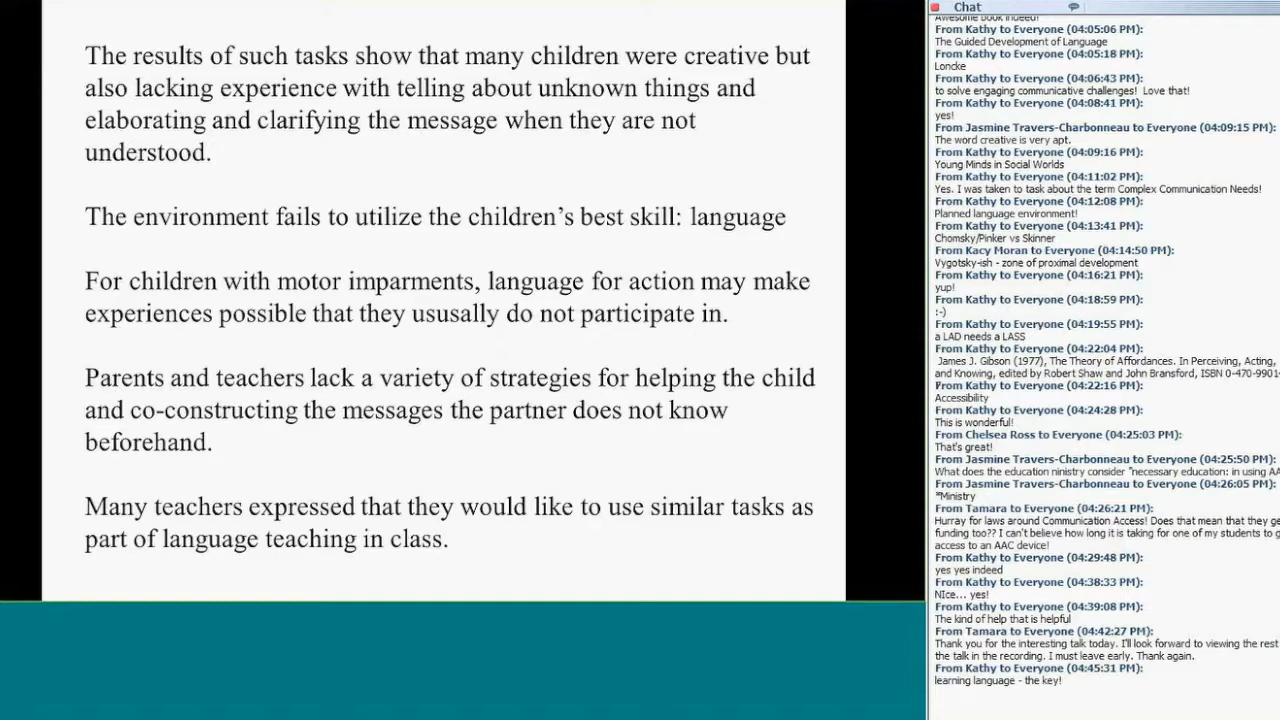 The results of such tasks show that many children were creative but
also lacking experience with telling about unknown things and
elaborating and clarifying the message when they are not
understood.
The environment fails to utilize the children’s best skill: language
For children with motor imparments, language for action may make
experiences possible that they ususally do not participate in.
Parents and teachers lack a variety of strategies for helping the child
and co-constructing the messages the partner does not know
beforehand.
Many teachers expressed that they would like to use similar tasks as
part of language teaching in class.
Chat
Awesome book indeed!
From Kathy to Everyone (04:05:06 PM):
The Guided Development of Language
From Kathy to Everyone (04:05:18 PM):
Loncke
From Kathy to Everyone (04:06:43 PM):
to solve engaging communicative challenges! Love that!
From Kathy to Everyone (04:08:41 PM):
yes!
From Jasmine Travers-Charbonneau to Everyone (04:09:15 PM):
The word creative is very apt.
From Kathy to Everyone (04:09:16 PM):
Young Minds in Social Worlds
From Kathy to Everyone (04:11:02 PM):
Yes. I was taken to task about the term Complex Communication Needs!
From Kathy to Everyone (04:12:08 PM):
Planned language environment!
From Kathy to Everyone (04:13:41 PM):
Chomsky/Pinker vs Skinner
From Kacy Moran to Everyone (04:14:50 PM):
Vygotsky-ish - zone of proximal development
From Kathy to Everyone (04:16:21 PM):
yup!
From Kathy to Everyone (04:18:59 PM):
:-)
From Kathy to Everyone (04:19:55 PM):
a LAD needs a LASS
From Kathy to Everyone (04:22:04 PM):
James J. Gibson (1977), The Theory of Affordances. In Perceiving, Acting,
and Knowing, edited by Robert Shaw and John Bransford, ISBN 0-470-9901
From Kathy to Everyone (04:22:16 PM):
Accessibility
From Kathy to Everyone (04:24:28 PM):
This is wonderful!
From Chelsea Ross to Everyone (04:25:03 PM):
That's great!
From Jasmine Travers-Charbonneau to Everyone (04:25:50 PM):
What does the education ninistry consider "necessary education: in using AA
From Jasmine Travers-Charbonneau to Everyone (04:26:05 PM):
*Ministry
From Tamara to Everyone (04:26:21 PM):
Hurray for laws around Communication Access! Does that mean that they ge
funding too?? I can't believe how long it is taking for one of my students to g
access to an AAC device!
From Kathy to Everyone (04:29:48 PM):
yes yes indeed
From Kathy to Everyone (04:38:33 PM):
NIce... yes!
From Kathy to Everyone (04:39:08 PM):
The kind of help that is helpful
From Tamara to Everyone (04:42:27 PM):
Thank you for the interesting talk today. I'll look forward to viewing the rest
the talk in the recording. I must leave early. Thank again.
From Kathy to Everyone (04:45:31 PM):
learning language - the key!